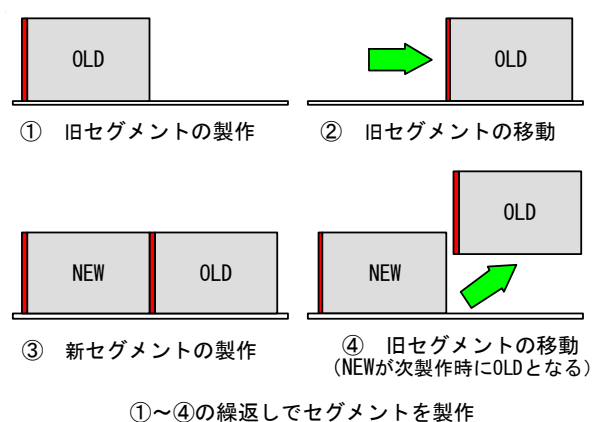 OLD
OLD
① 旧セグメントの製作
② 旧セグメントの移動
NEW
OLD
NEW
OLD
③ 新セグメントの製作
④ 旧セグメントの移動
（NEWが次製作時にOLDとなる）
①～④の繰返しでセグメントを製作